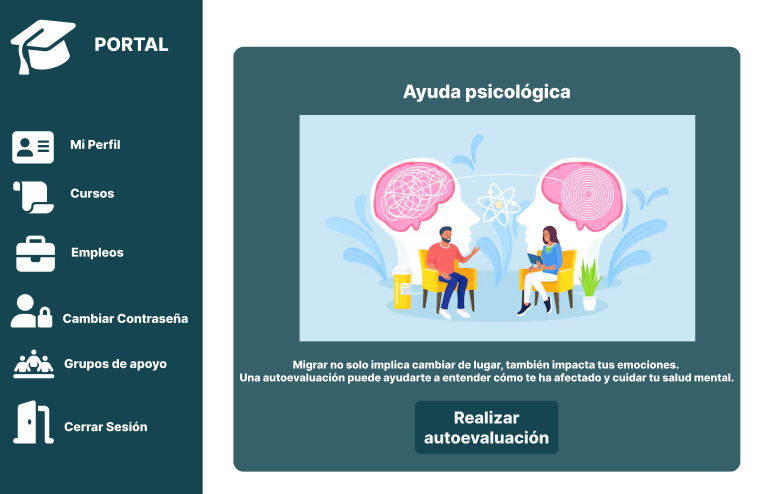 PORTAL
Mi Perfil
Cursos
Empleos
Cambiar Contraseña
Grupos de apoyo
Cerrar Sesión
Ayuda psicológica
Migrar no solo implica cambiar de lugar, también impacta tus emociones.
Una autoevaluación puede ayudarte a entender cómo te ha afectado y cuidar tu salud mental.
Realizar
autoevaluación